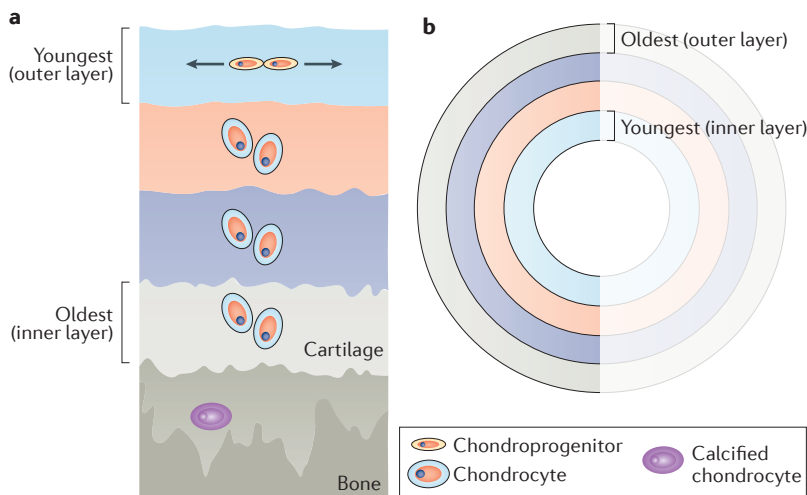 a
Youngest
(outer layer)
Oldest
(inner layer)
Cartilage
Bone
b
Oldest (outer layer)
Youngest (inner layer)
Chondroprogenitor
Chondrocyte
Calcified
chondrocyte